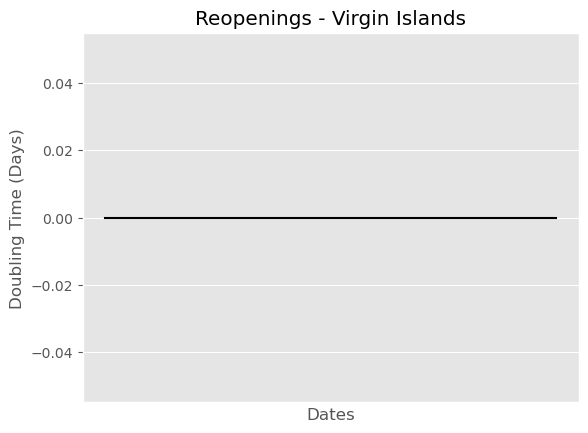 Reopenings - Virgin Islands
Doubling Time (Days)
0.04
0.02
0.00
−0.02
−0.04
Dates